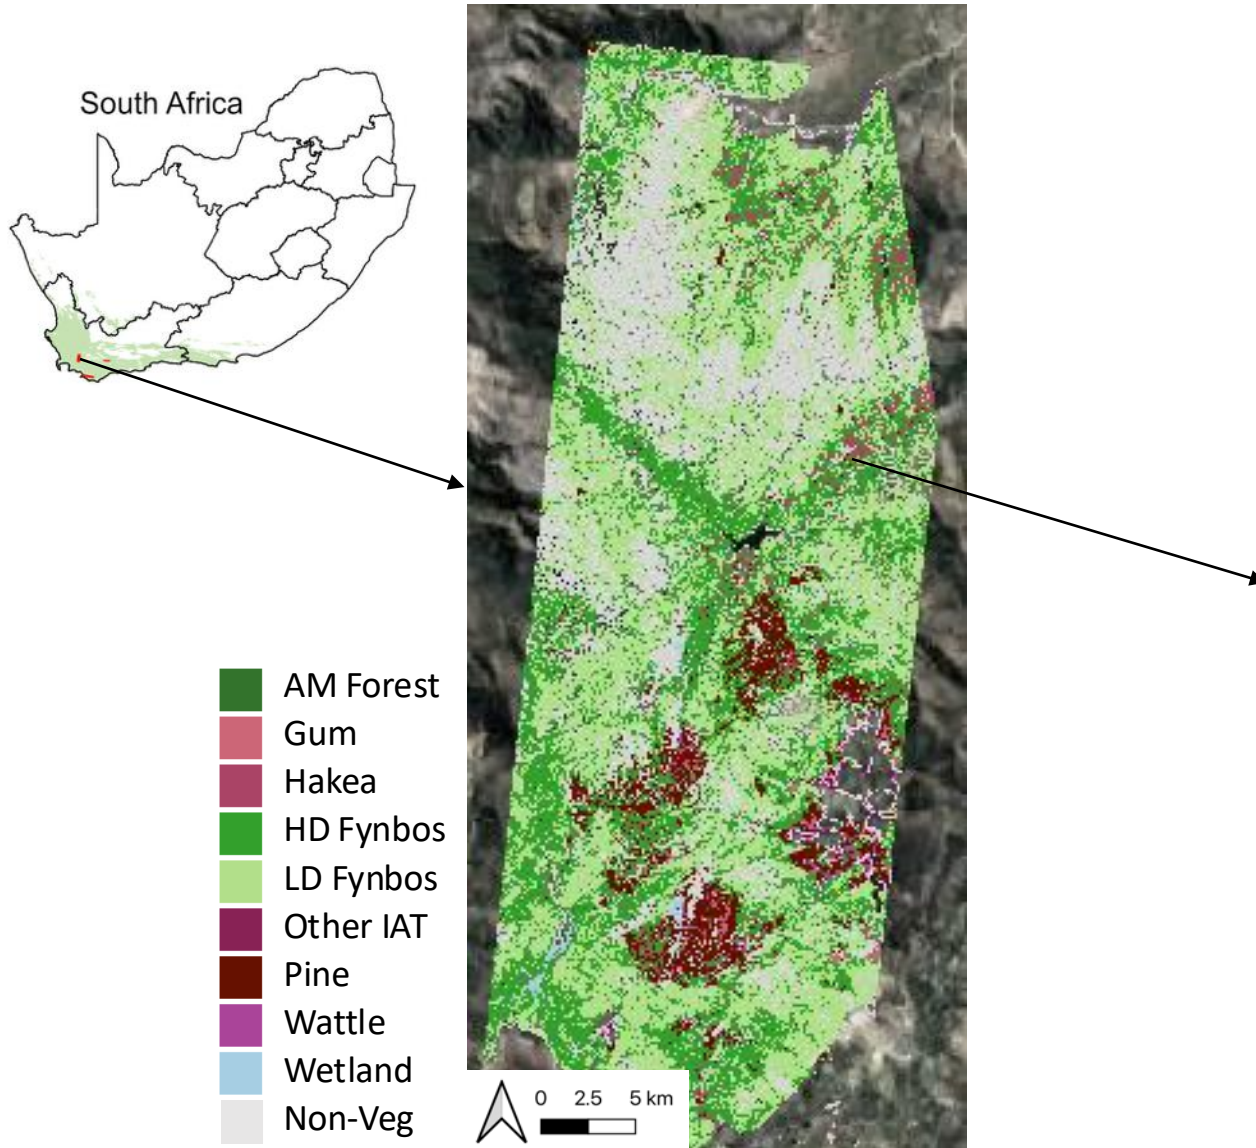 South Africa
AM Forest
Gum
Hakea
HD Fynbos
LD Fynbos
Other IAT
Pine
Wattle
Wetland
Non-Veg
0 2.5 5 km